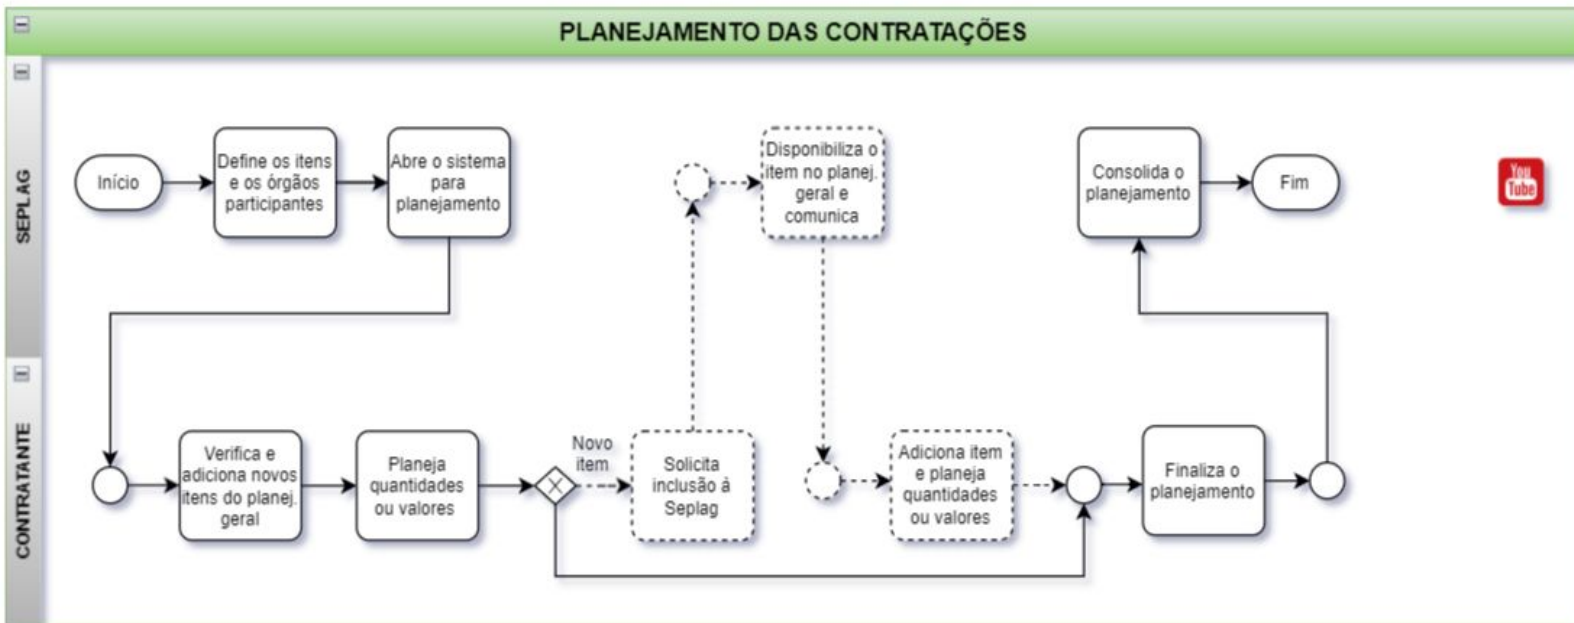 PLANEJAMENTO DAS CONTRATAÇÕES
SEPLAG
Início
Define os itens
e os órgãos
participantes
Abre o sistema
para
planejamento
Disponibiliza o
item no planej.
geral e
comunica
Consolida o
planejamento
Fim
You
Tube
CONTRATANTE
Verifica e
adiciona novos
itens do planej.
geral
Planeja
quantidades
ou valores
Novo
item
Solicita
inclusão à
Seplag
Adiciona item
e planeja
quantidades
ou valores
Finaliza o
planejamento